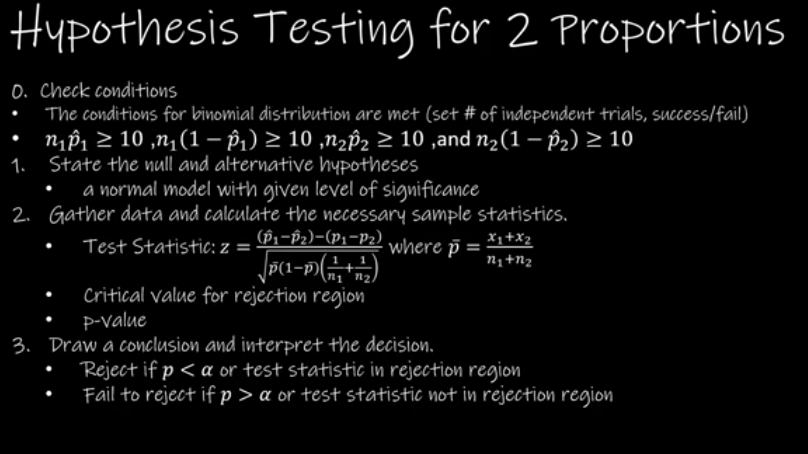 Hypothesis Testing for 2 Proportions
0. Check conditions
• The conditions for binomial distribution are met (set # of independent trials, success/fail)
• n₁p̂₁ ≥ 10 ,n₁(1 − p̂₁) ≥ 10 ,n₂p̂₂ ≥ 10 ,and n₂(1 − p̂₂) ≥ 10
1. State the null and alternative hypotheses
• a normal model with given level of significance
2. Gather data and calculate the necessary sample statistics.
• Test Statistic: z = ((p̂₁−p̂₂)−(p₁−p₂)) / √(p̄(1−p̄)(1/n₁+1/n₂)) where p̄ = (x₁+x₂)/(n₁+n₂)
• Critical value for rejection region
• p-value
3. Draw a conclusion and interpret the decision.
• Reject if p < α or test statistic in rejection region
• Fail to reject if p > α or test statistic not in rejection region